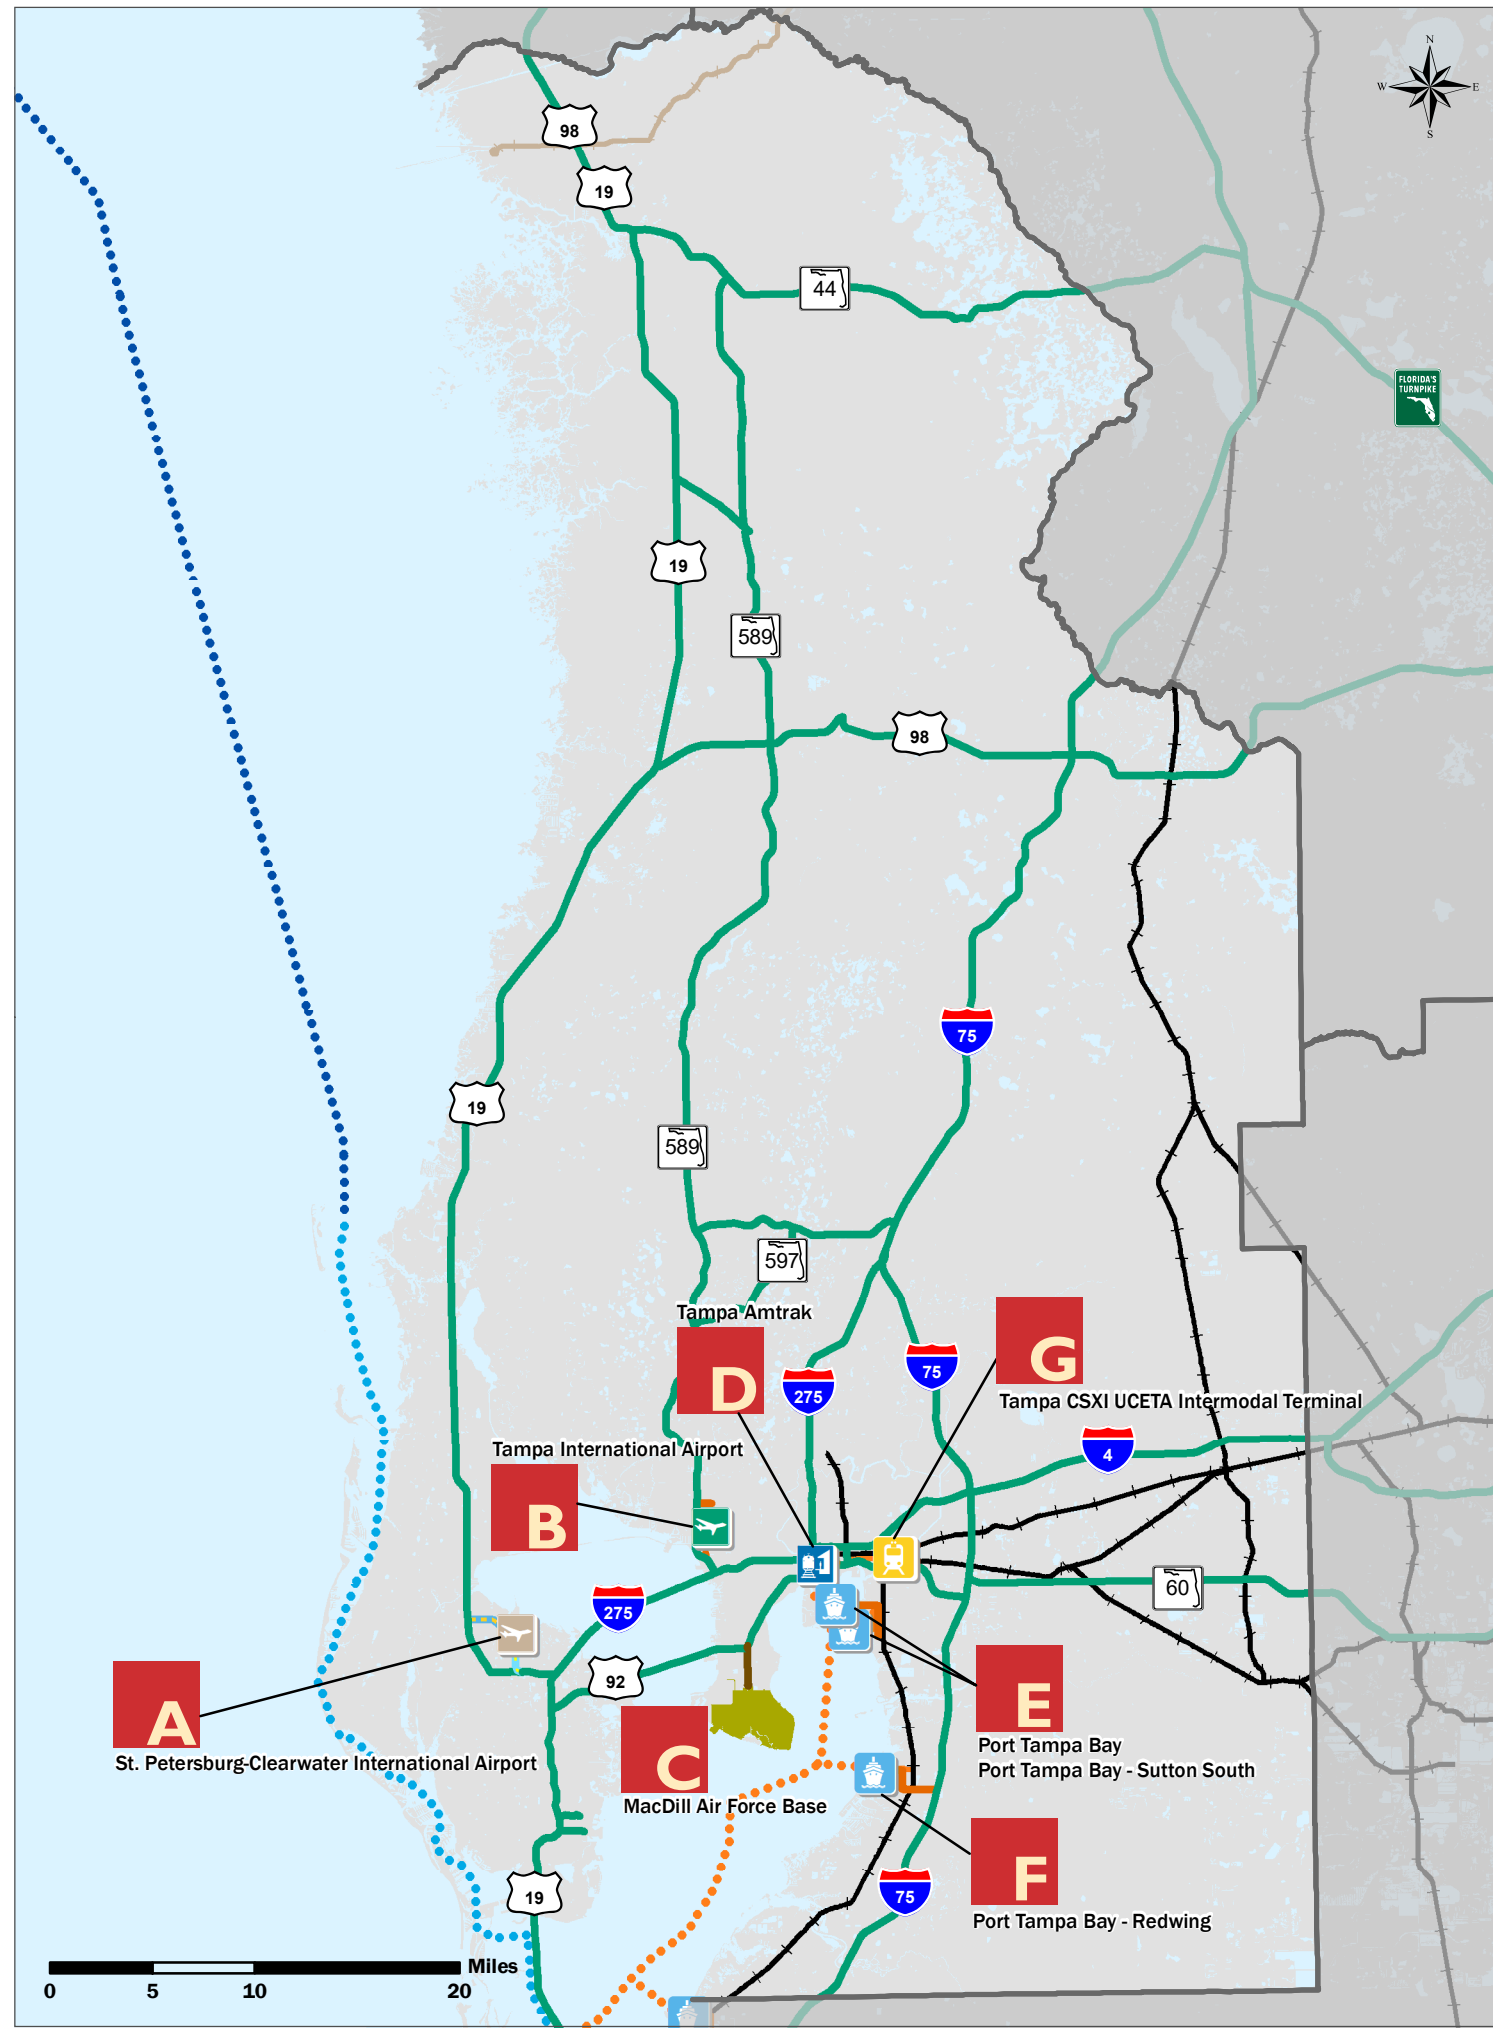 N
W
E
S
98
19
44
FLORIDA'S
TURNPIKE
19
589
98
75
19
589
597
Tampa Amtrak
D
275
75
G
Tampa CSXI UCETA Intermodal Terminal
4
Tampa International Airport
B
60
275
92
A
St. Petersburg-Clearwater International Airport
C
MacDill Air Force Base
E
Port Tampa Bay
Port Tampa Bay - Sutton South
F
Port Tampa Bay - Redwing
19
75
Miles
0 5 10 20